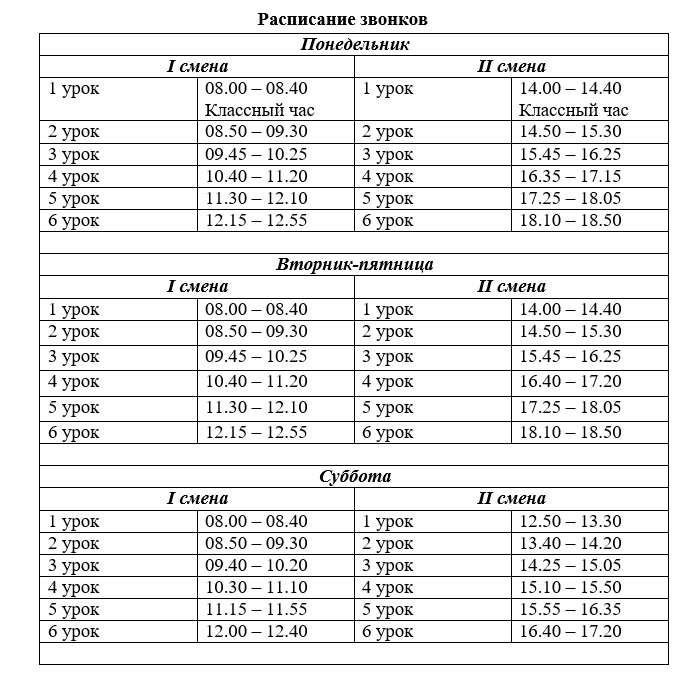 Расписание звонков
Понедельник
I смена II смена
1 урок 08.00 – 08.40 1 урок 14.00 – 14.40
Классный час Классный час
2 урок 08.50 – 09.30 2 урок 14.50 – 15.30
3 урок 09.45 – 10.25 3 урок 15.45 – 16.25
4 урок 10.40 – 11.20 4 урок 16.35 – 17.15
5 урок 11.30 – 12.10 5 урок 17.25 – 18.05
6 урок 12.15 – 12.55 6 урок 18.10 – 18.50
Вторник-пятница
I смена II смена
1 урок 08.00 – 08.40 1 урок 14.00 – 14.40
2 урок 08.50 – 09.30 2 урок 14.50 – 15.30
3 урок 09.45 – 10.25 3 урок 15.45 – 16.25
4 урок 10.40 – 11.20 4 урок 16.40 – 17.20
5 урок 11.30 – 12.10 5 урок 17.25 – 18.05
6 урок 12.15 – 12.55 6 урок 18.10 – 18.50
Суббота
I смена II смена
1 урок 08.00 – 08.40 1 урок 12.50 – 13.30
2 урок 08.50 – 09.30 2 урок 13.40 – 14.20
3 урок 09.40 – 10.20 3 урок 14.25 – 15.05
4 урок 10.30 – 11.10 4 урок 15.10 – 15.50
5 урок 11.15 – 11.55 5 урок 15.55 – 16.35
6 урок 12.00 – 12.40 6 урок 16.40 – 17.20